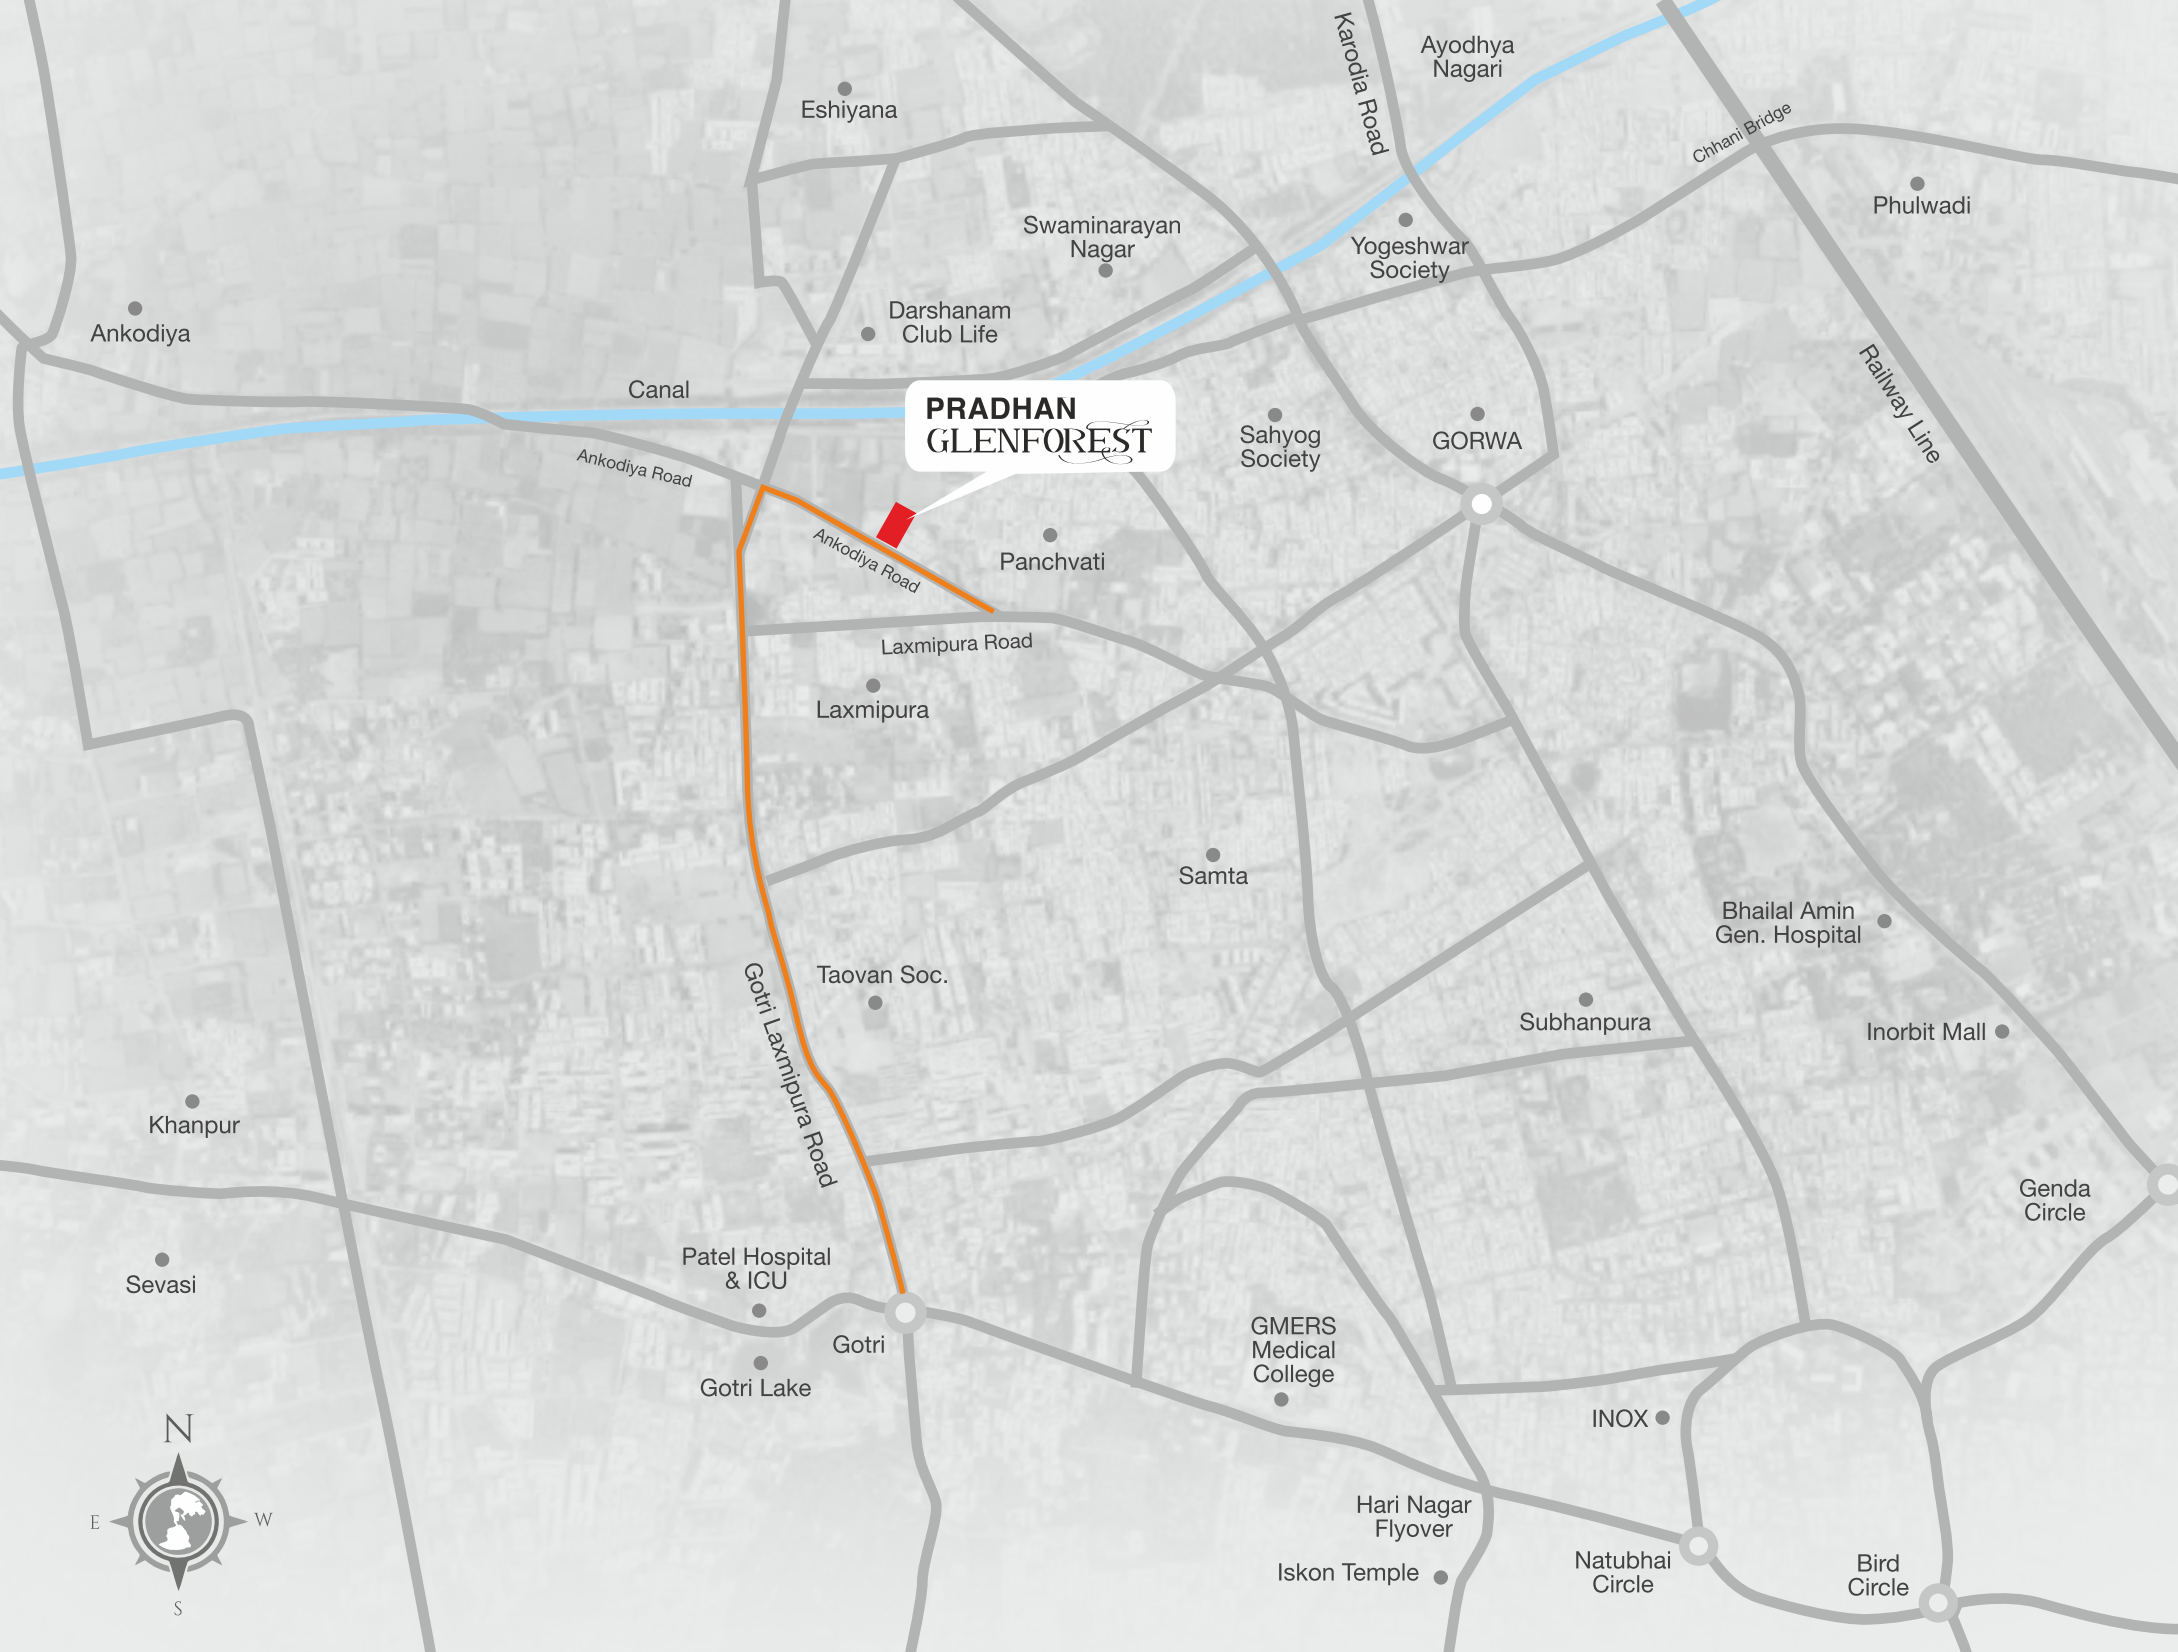 Karodia Road
Ayodhya
Nagari
Eshiyana
Chhani Bridge
Phulwadi
Swaminarayan
Nagar
Yogeshwar
Society
Ankodiya
Darshanam
Club Life
Railway Line
Canal
PRADHAN
GLENFOREST
Sahyog
Society
GORWA
Ankodiya Road
Ankodiya Road
Panchvati
Laxmipura Road
Laxmipura
Samta
Bhailal Amin
Gen. Hospital
Taovan Soc.
Gotri Laxmipura Road
Subhanpura
Inorbit Mall
Khanpur
Genda
Circle
Sevasi
Patel Hospital
& ICU
Gotri
Gotri Lake
GMERS
Medical
College
INOX
N
E
W
S
Hari Nagar
Flyover
Iskon Temple
Natubhai
Circle
Bird
Circle